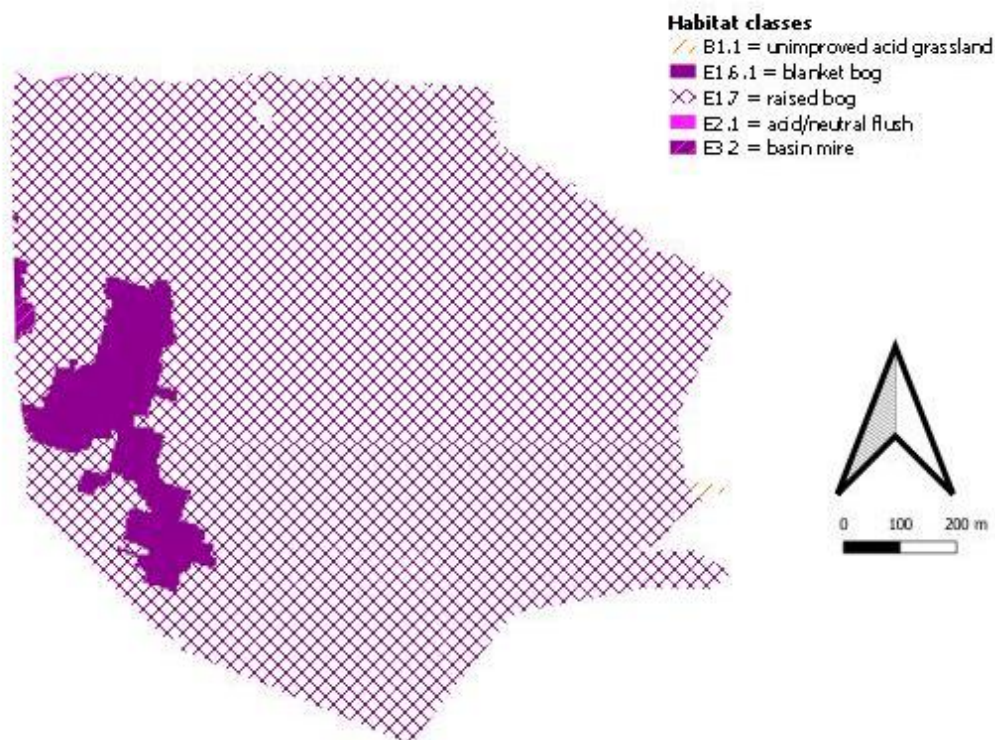 Habitat classes
B1.1 = unimproved acid grassland
E1.6.1 = blanket bog
E1.7 = raised bog
E2.1 = acid/neutral flush
E3.2 = basin mire
0 100 200 m